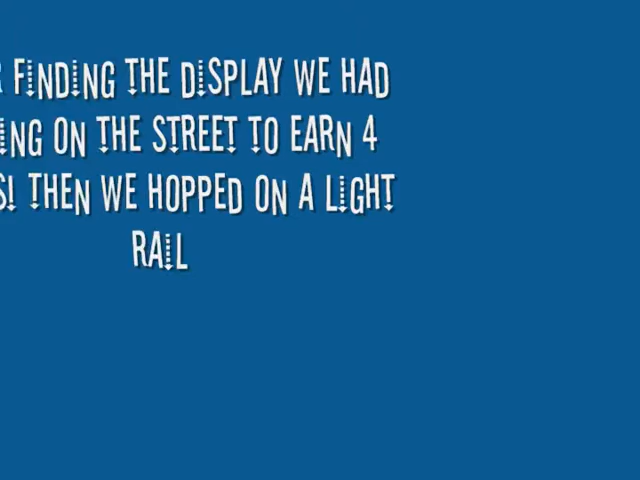 FINDING THE DISPLAY WE HAD
ING ON THE STREET TO EARN 4
S! THEN WE HOPPED ON A LIGHT
RAIL